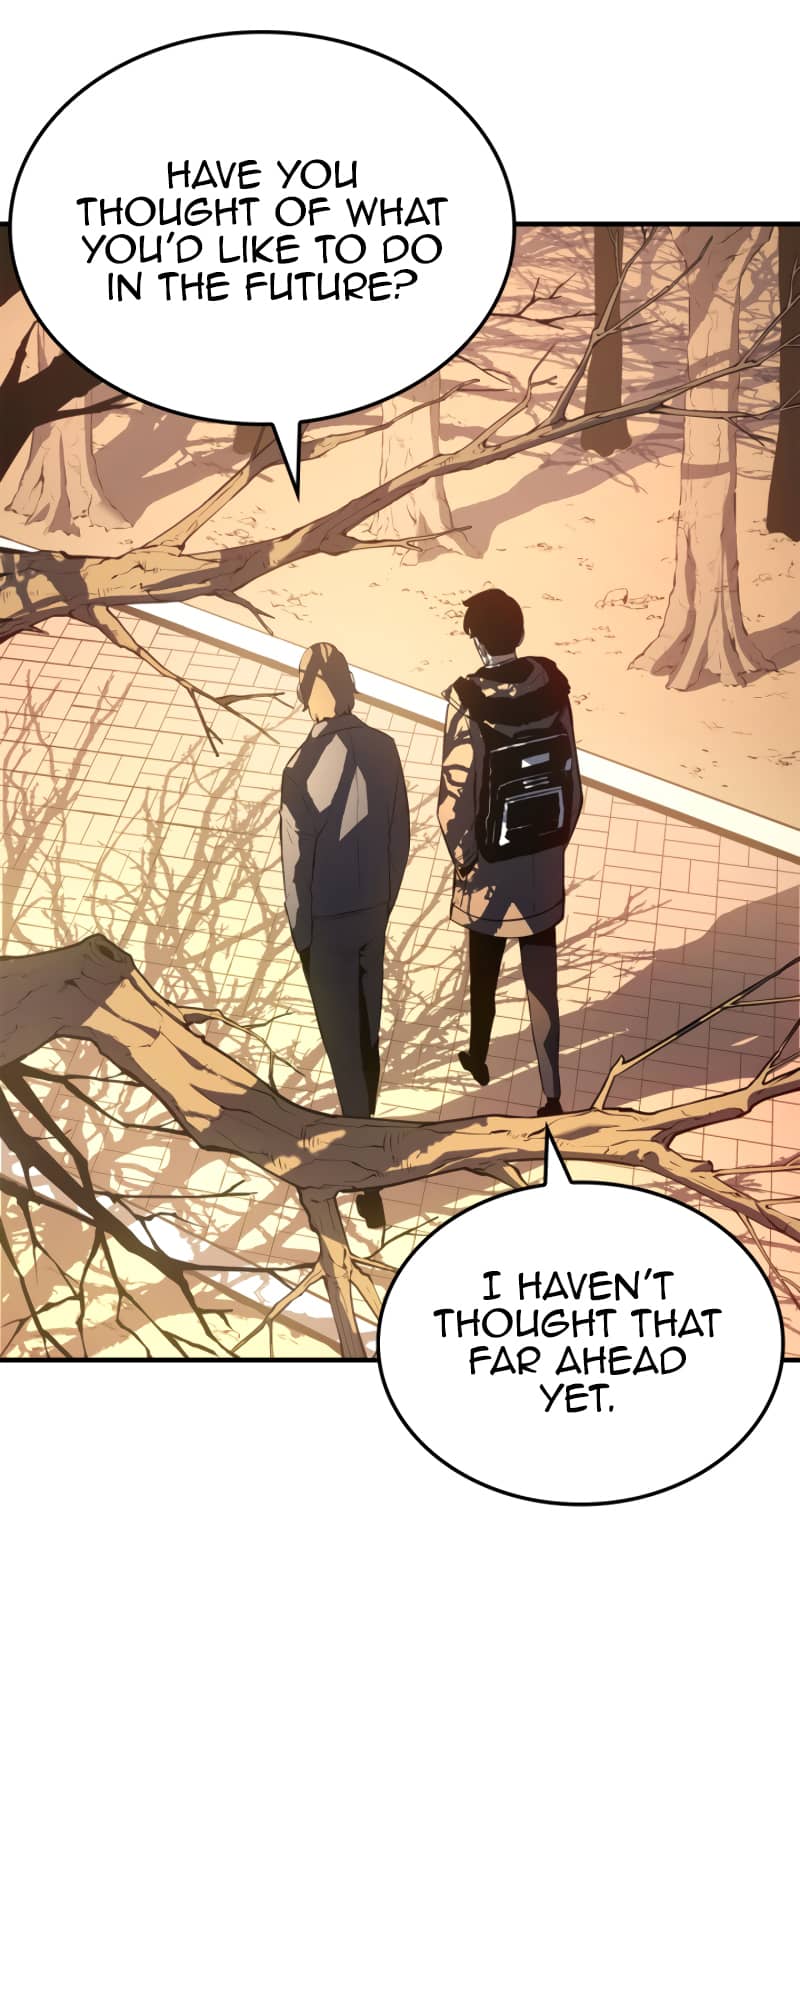 HAVE YOU
THOUGHT OF WHAT
YOU'D LIKE TO DO
IN THE FUTURE?
I HAVEN'T
THOUGHT THAT
FAR AHEAD
YET.